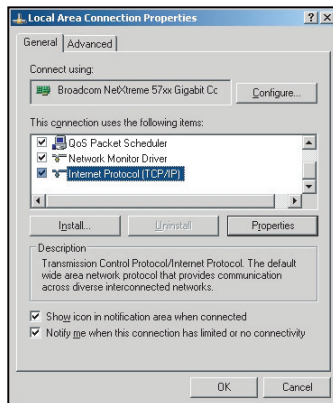 Local Area Connection Properties
General Advanced
Connect using:
Broadcom NetXtreme 57xx Gigabit Cc Configure...
This connection uses the following items:
QoS Packet Scheduler
Network Monitor Driver
Internet Protocol (TCP/IP)
Install... Uninstall Properties
Description
Transmission Control Protocol/Internet Protocol. The default
wide area network protocol that provides communication
across diverse interconnected networks.
Show icon in notification area when connected
Notify me when this connection has limited or no connectivity
OK Cancel